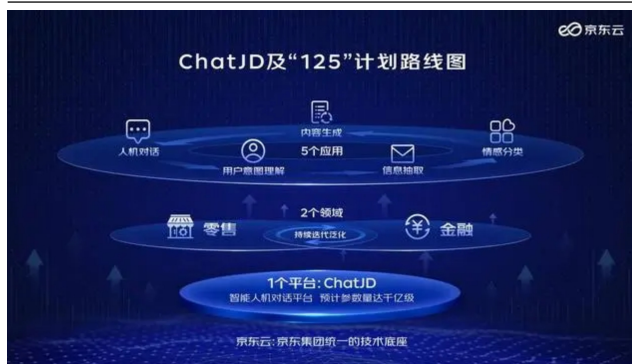 京东云
ChatJD及“125”计划路线图
内容生成
人机对话
5个应用
情感分类
用户意图理解
信息抽取
2个领域
零售
持续迭代泛化
金融
1个平台: ChatJD
智能人机对话平台 预计参数量达千亿级
京东云: 京东集团统一的技术底座